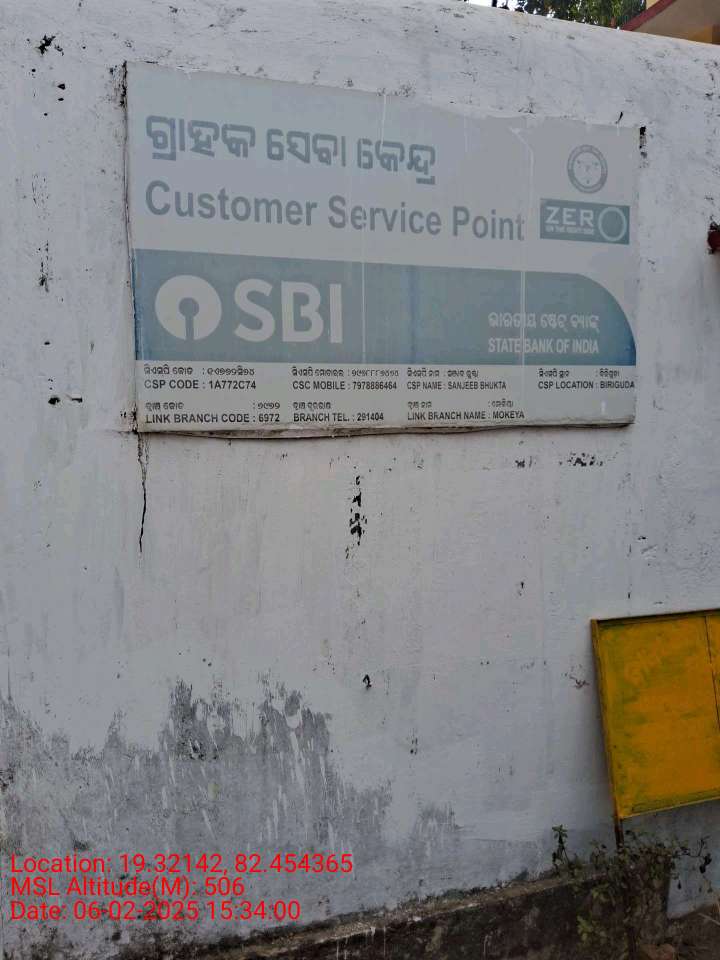 ଗ୍ରାହକ ସେବା କେନ୍ଦ୍ର
Customer Service Point
ZERO
SBI
ଭାରତୀୟ ଷ୍ଟେଟ୍ ବ୍ୟାଙ୍କ୍
STATE BANK OF INDIA
CSP CODE : 1A772C74
CSC MOBILE : 7978886464
CSP NAME : SANJEEB BHUKTA
CSP LOCATION : BIRIGUDA
LINK BRANCH CODE : 6972
BRANCH TEL. : 291404
LINK BRANCH NAME : MOKEYA
Location: 19.32142, 82.454365
MSL Altitude(M): 506
Date: 06-02-2025 15:34:00